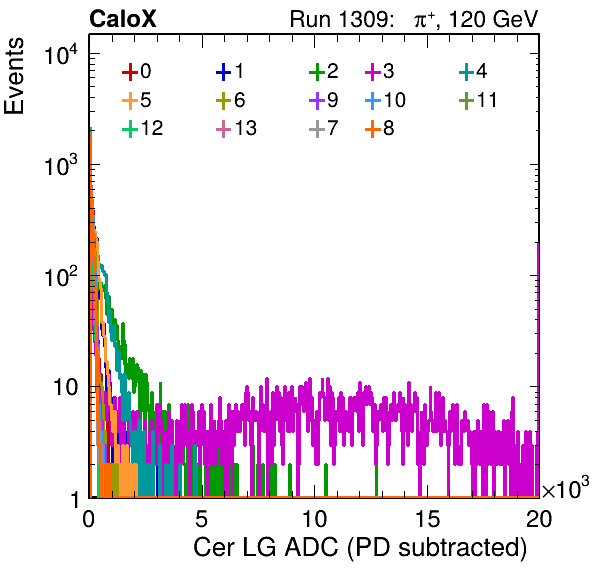 CaloX Run 1309: π⁺, 120 GeV
Events
10⁴
10³
10²
10
1
0 1 2 3 4
5 6 9 10 11
12 13 7 8
0 5 10 15 20
×10³
Cer LG ADC (PD subtracted)